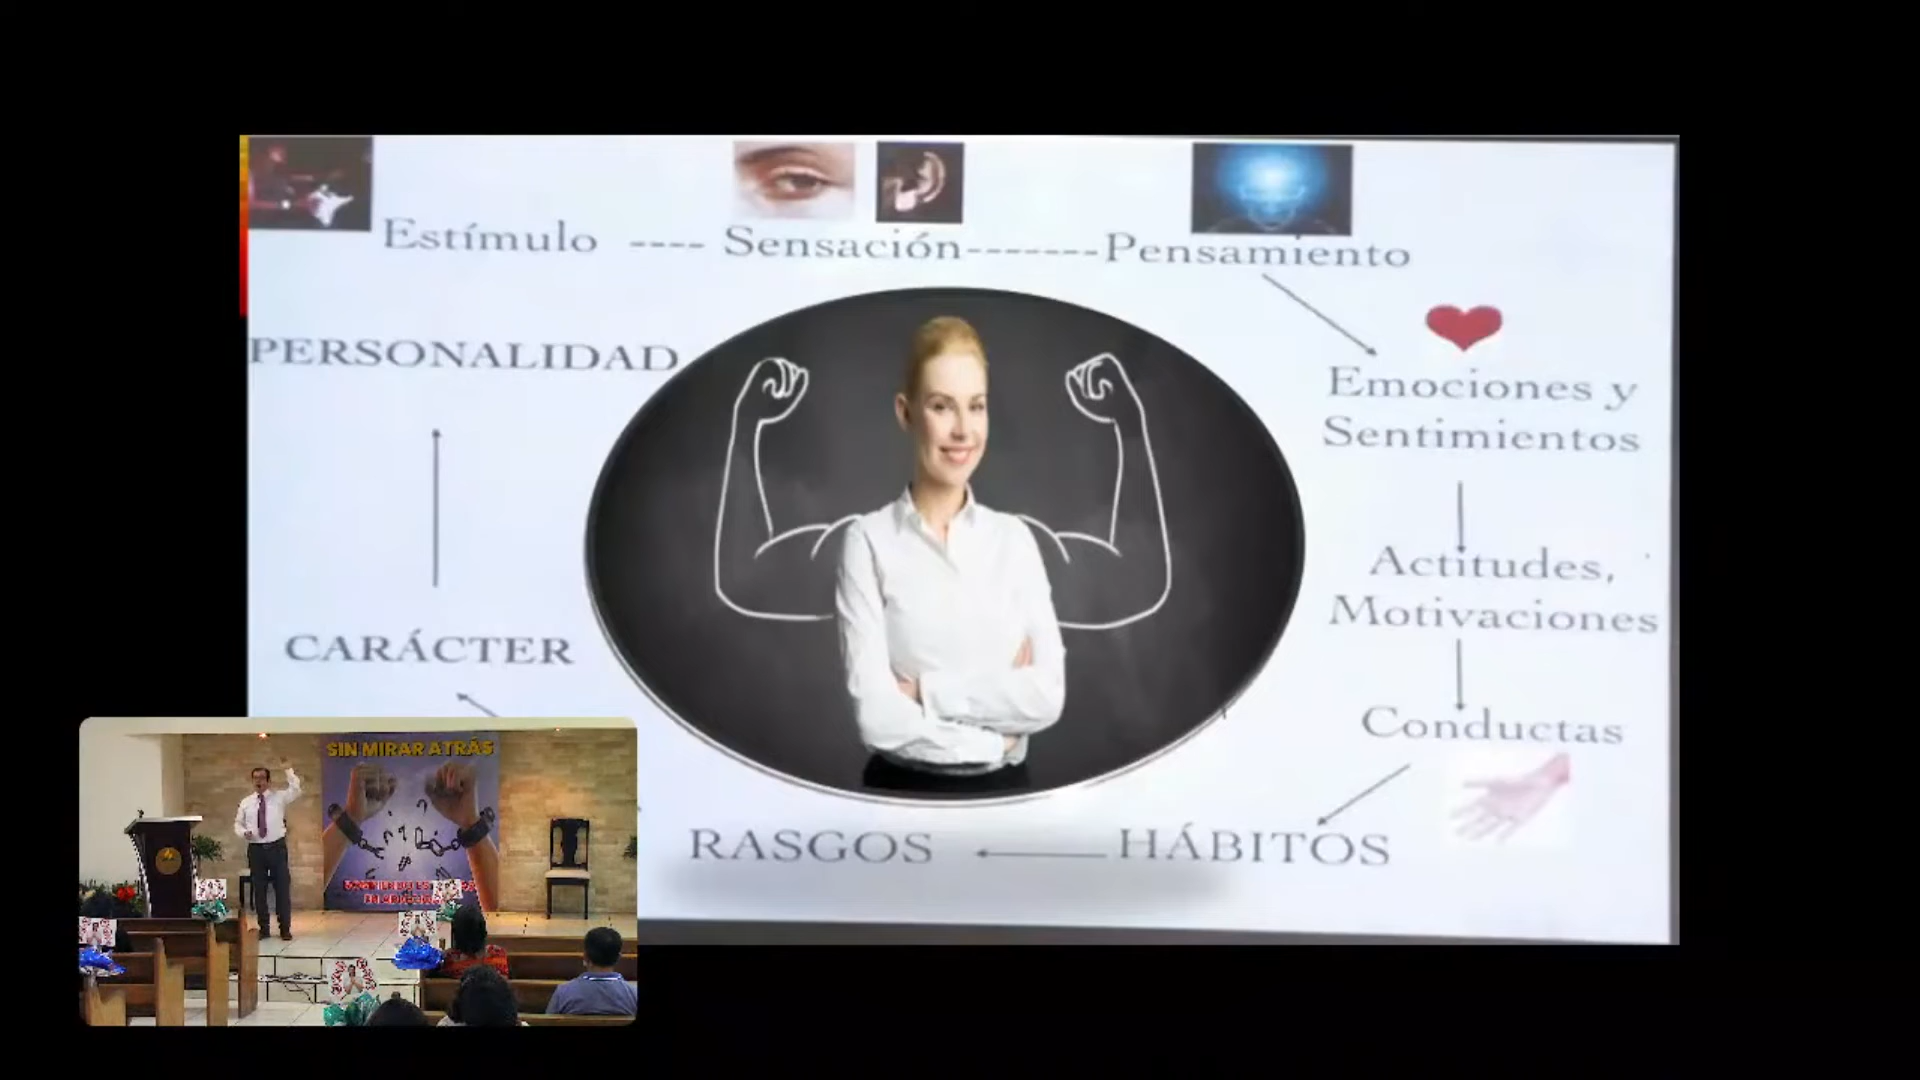 Estímulo ---- Sensación-------Pensamiento
PERSONALIDAD
Emociones y
Sentimientos
Actitudes,
Motivaciones
CARÁCTER
Conductas
RASGOS
HÁBITOS
SIN MIRAR ATRÁS